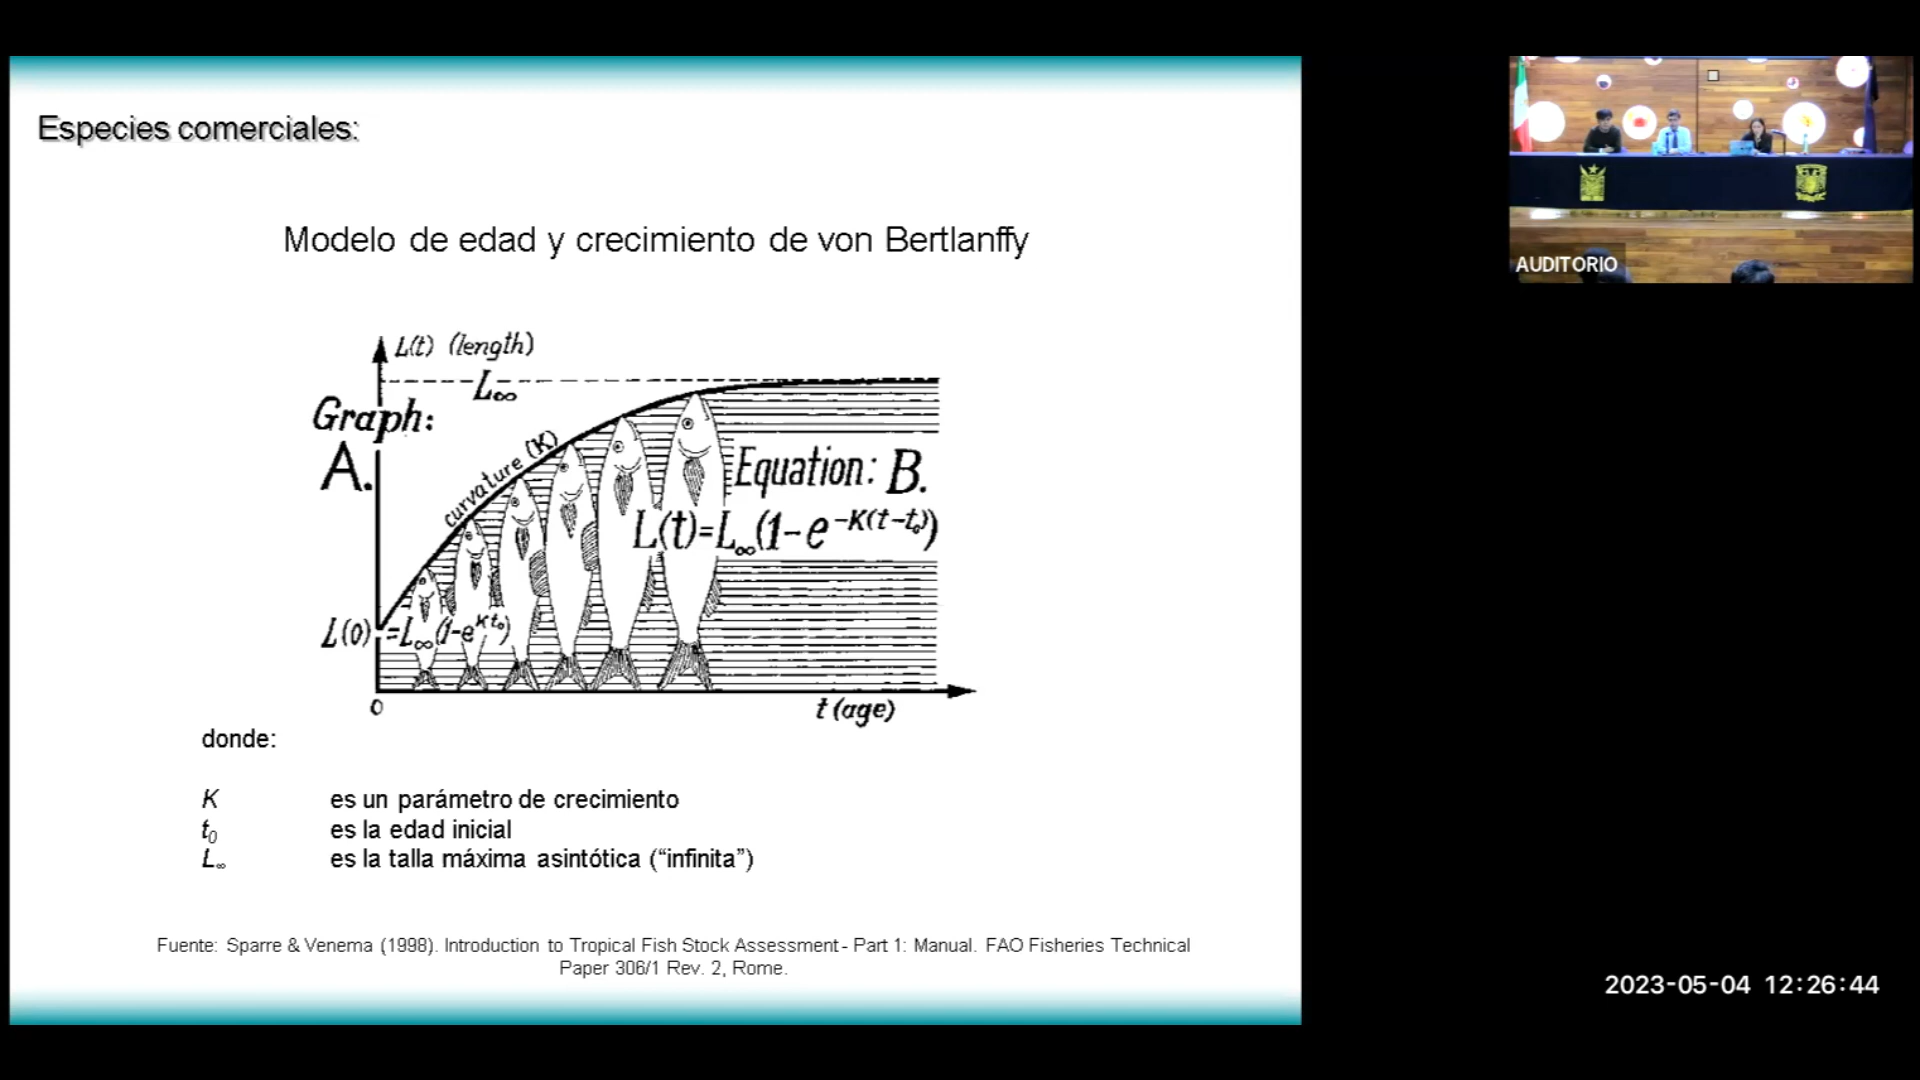 Especies comerciales:
Modelo de edad y crecimiento de von Bertlanffy
L(t) (length)
L∞
Graph:
A.
curvature (K)
Equation: B.
L(t)=L∞(1-e^-K(t-t₀))
L(0)=L∞(1-e^Kt₀)
0
t (age)
donde:
K es un parámetro de crecimiento
t₀ es la edad inicial
L∞ es la talla máxima asintótica (“infinita”)
Fuente: Sparre & Venema (1998). Introduction to Tropical Fish Stock Assessment - Part 1: Manual. FAO Fisheries Technical
Paper 306/1 Rev. 2, Rome.
AUDITORIO
2023-05-04 12:26:44